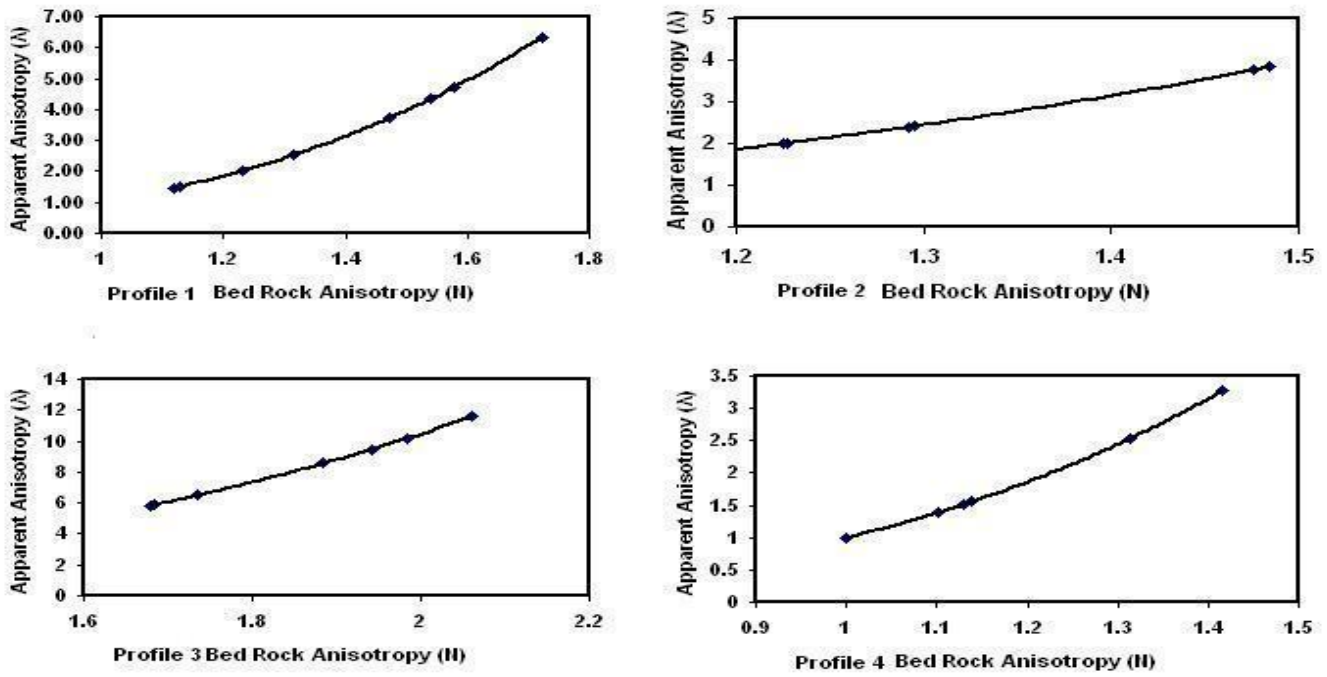 Apparent Anisotropy (λ)
7.00
6.00
5.00
4.00
3.00
2.00
1.00
0.00
1 1.2 1.4 1.6 1.8
Profile 1 Bed Rock Anisotropy (N)
Apparent Anisotropy (λ)
5
4
3
2
1
0
1.2 1.3 1.4 1.5
Profile 2 Bed Rock Anisotropy (N)
Apparent Anisotropy (λ)
14
12
10
8
6
4
2
0
1.6 1.8 2 2.2
Profile 3 Bed Rock Anisotropy (N)
Apparent Anisotropy (λ)
3.5
3
2.5
2
1.5
1
0.5
0
0.9 1 1.1 1.2 1.3 1.4 1.5
Profile 4 Bed Rock Anisotropy (N)